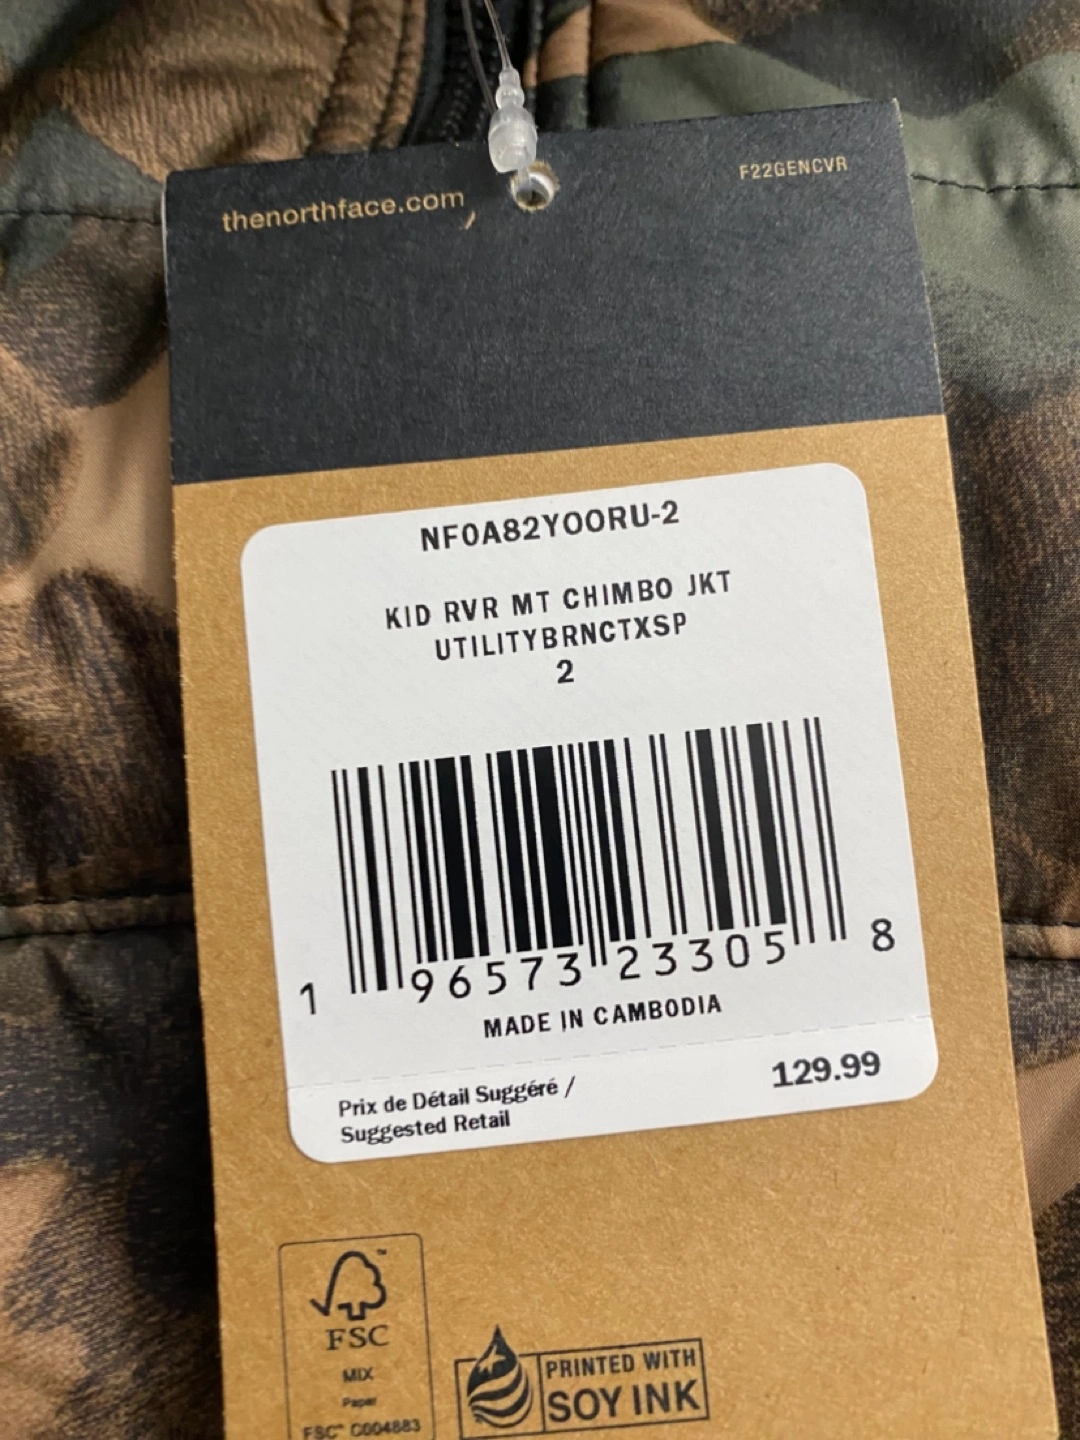 thenorthface.com
F22GENCVR
NF0A82YOORU-2
KID RVR MT CHIMBO JKT
UTILITYBRNCTXSP
2
1 96573 23305 8
MADE IN CAMBODIA
Prix de Détail Suggéré /
Suggested Retail
129.99
FSC
MIX
Paper
FSC™ C004883
PRINTED WITH
SOY INK